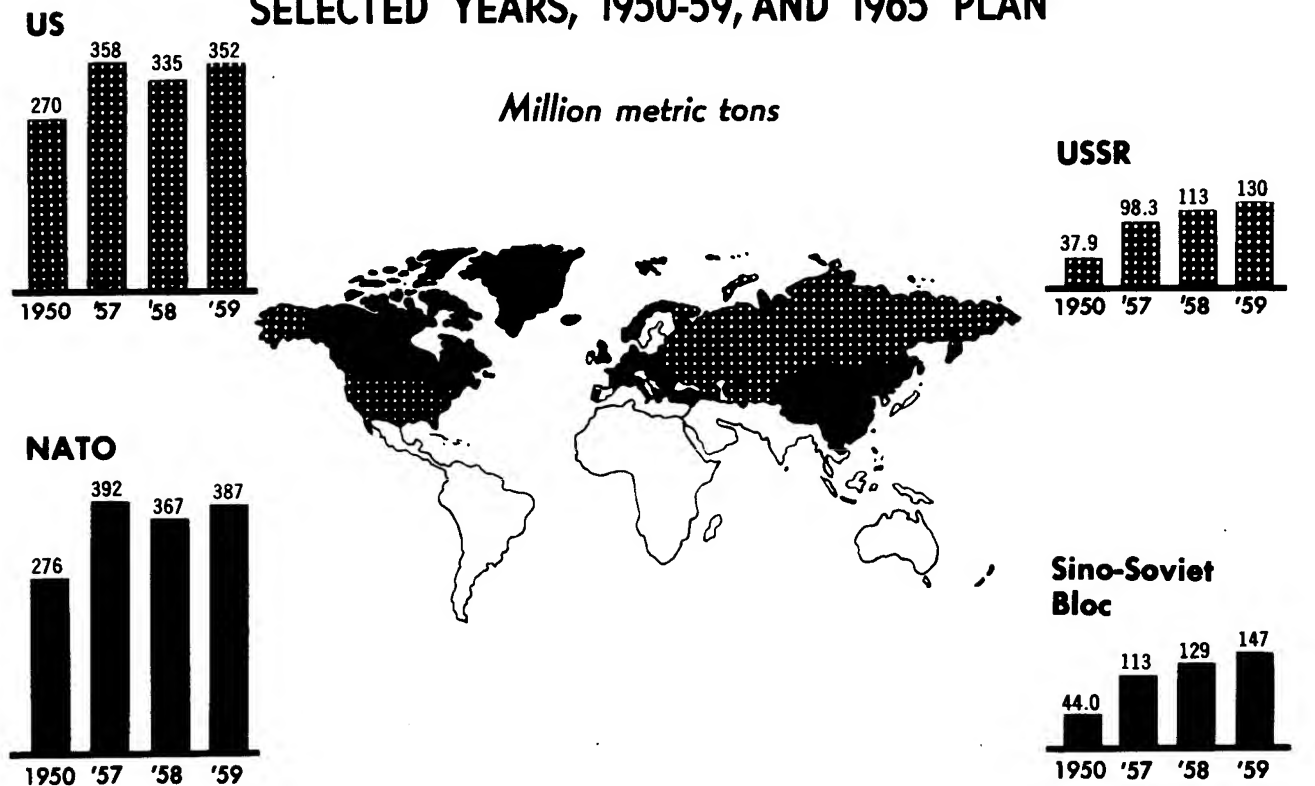 SELECTED YEARS, 1950-59, AND 1965 PLAN
US
358
335
352
270
1950 '57 '58 '59
Million metric tons
USSR
37.9
98.3
113
130
1950 '57 '58 '59
NATO
276
392
367
387
1950 '57 '58 '59
Sino-Soviet
Bloc
44.0
113
129
147
1950 '57 '58 '59